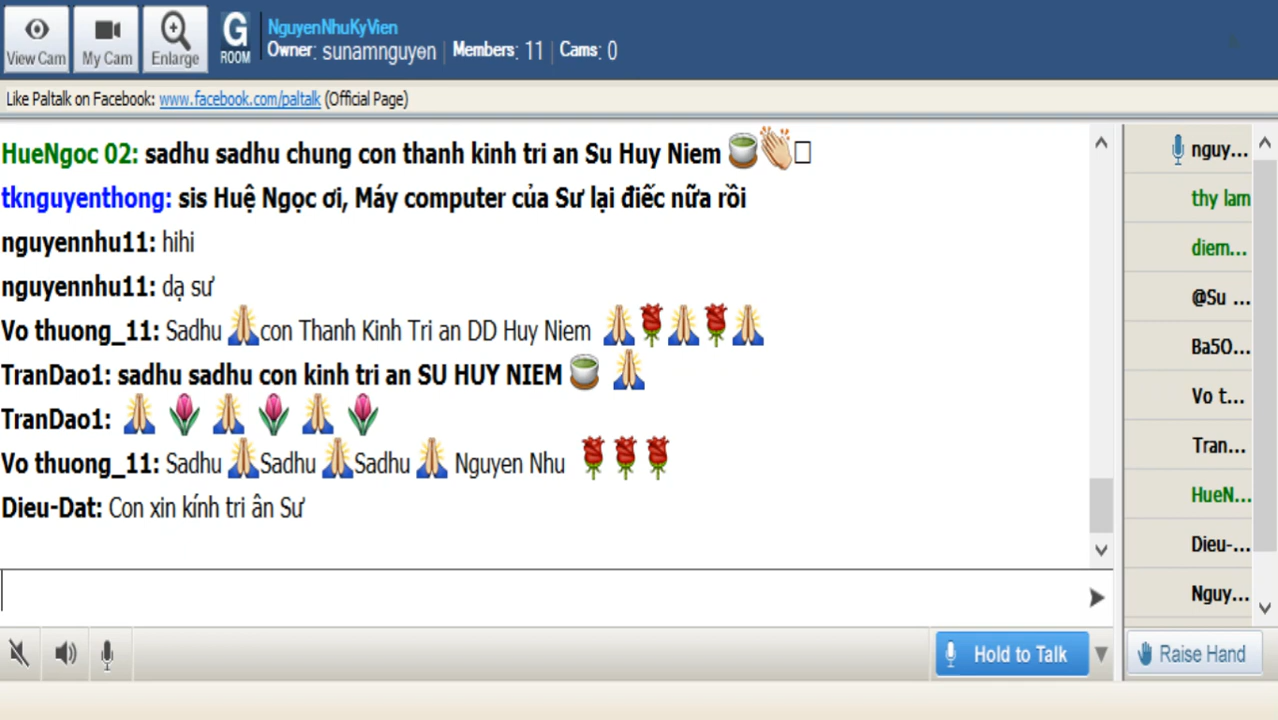 NguyenNhuKyVien
Owner: sunamnguyen | Members: 11 | Cams: 0
View Cam
My Cam
Enlarge
G
ROOM
Like Paltalk on Facebook: www.facebook.com/paltalk (Official Page)
HueNgoc 02: sadhu sadhu chung con thanh kinh tri an Su Huy Niem
tknguyenthong: sis Huệ Ngọc ơi, Máy computer của Sư lại điếc nữa rồi
nguyennhu11: hihi
nguyennhu11: dạ sư
Vo thuong_11: Sadhu 🙏con Thanh Kinh Tri an DD Huy Niem 🙏🌹🙏🌹🙏
TranDao1: sadhu sadhu con kinh tri an SU HUY NIEM 🍵 🙏
TranDao1: 🙏 🌷 🙏 🌷 🙏 🌷
Vo thuong_11: Sadhu 🙏Sadhu 🙏Sadhu 🙏 Nguyen Nhu 🌹🌹🌹
Dieu-Dat: Con xin kính tri ân Sư
nguy...
thy lam
diem...
@Su ...
Ba5O...
Vo t...
Tran...
HueN...
Dieu-...
Nguy...
Hold to Talk
Raise Hand